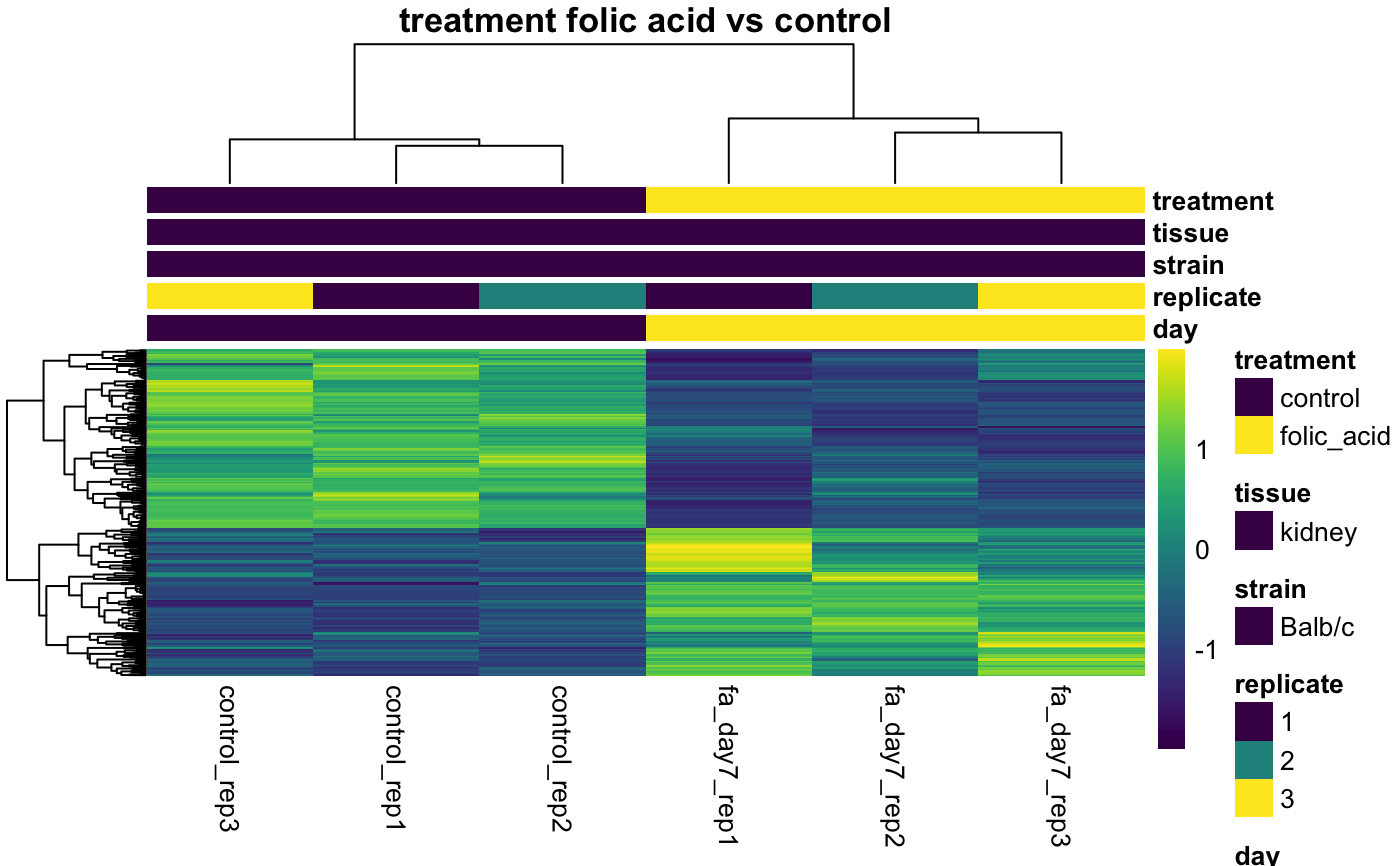 treatment folic acid vs control
treatment
tissue
strain
replicate
day
1
0
-1
treatment
control
folic_acid
tissue
kidney
strain
Balb/c
replicate
1
2
3
day
control_rep3
control_rep1
control_rep2
fa_day7_rep1
fa_day7_rep2
fa_day7_rep3